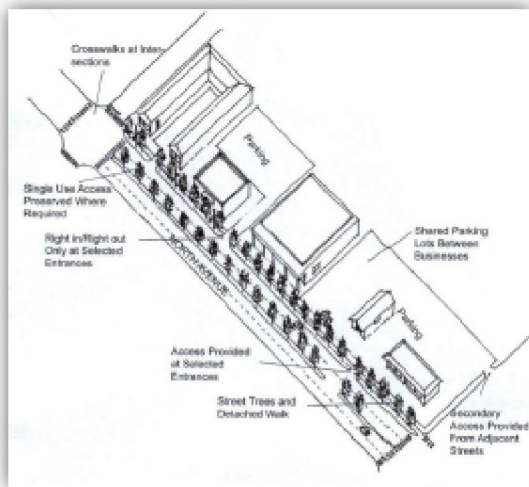 Crosswalks at Inter-
sections
Parking
Single Use Access
Preserved Where
Required
Right in/Right out
Only at Selected
Entrances
NORTH AVENUE
Shared Parking
Lots Between
Businesses
Parking
Access Provided
at Selected
Entrances
Street Trees and
Detached Walk
Secondary
Access Provided
From Adjacent
Streets